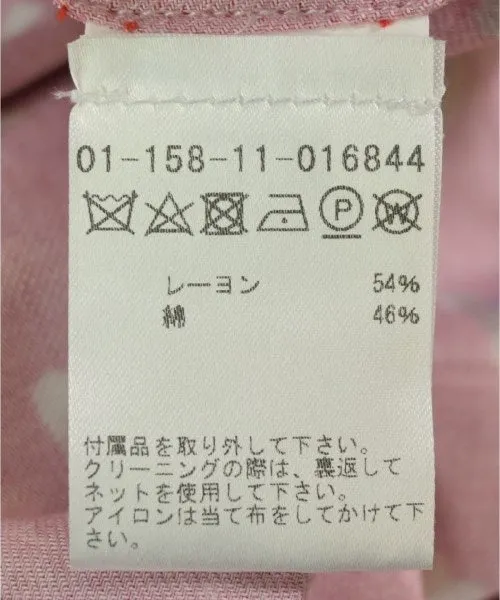 01-158-11-016844
P W
レーヨン 54%
綿 46%
付属品を取り外して下さい。
クリーニングの際は、裏返して
ネットを使用して下さい。
アイロンは当て布をしてかけて下
さい。